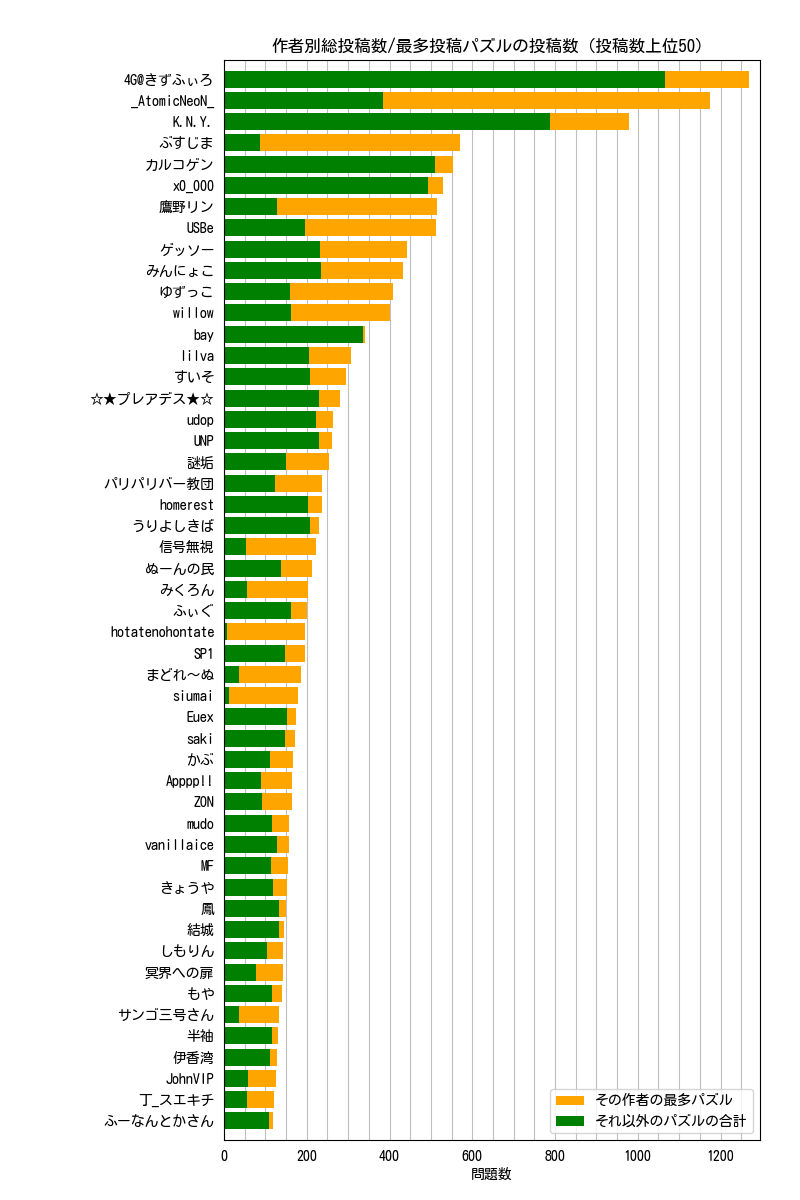 作者別総投稿数/最多投稿パズルの投稿数 (投稿数上位50)
4G@きずふぃろ
_AtomicNeoN_
K.N.Y.
ぶすじま
カルコゲン
x0_000
鷹野リン
USBe
ゲッソー
みんにょこ
ゆずっこ
willow
bay
lilva
すいそ
☆★プレアデス★☆
udop
UNP
謎垢
パリパリバー教団
homerest
うりよしきば
信号無視
ぬーんの民
みくろん
ふぃぐ
hotatenohontate
SP1
まどれ～ぬ
siumai
Euex
saki
かぶ
Appppll
ZON
mudo
vanillaice
MF
きょうや
鳳
結城
しもりん
冥界への扉
もや
サンゴ三号さん
半袖
伊香湾
JohnVIP
丁_スエキチ
ふーなんとかさん
その作者の最多パズル
それ以外のパズルの合計
0 200 400 600 800 1000 1200
問題数